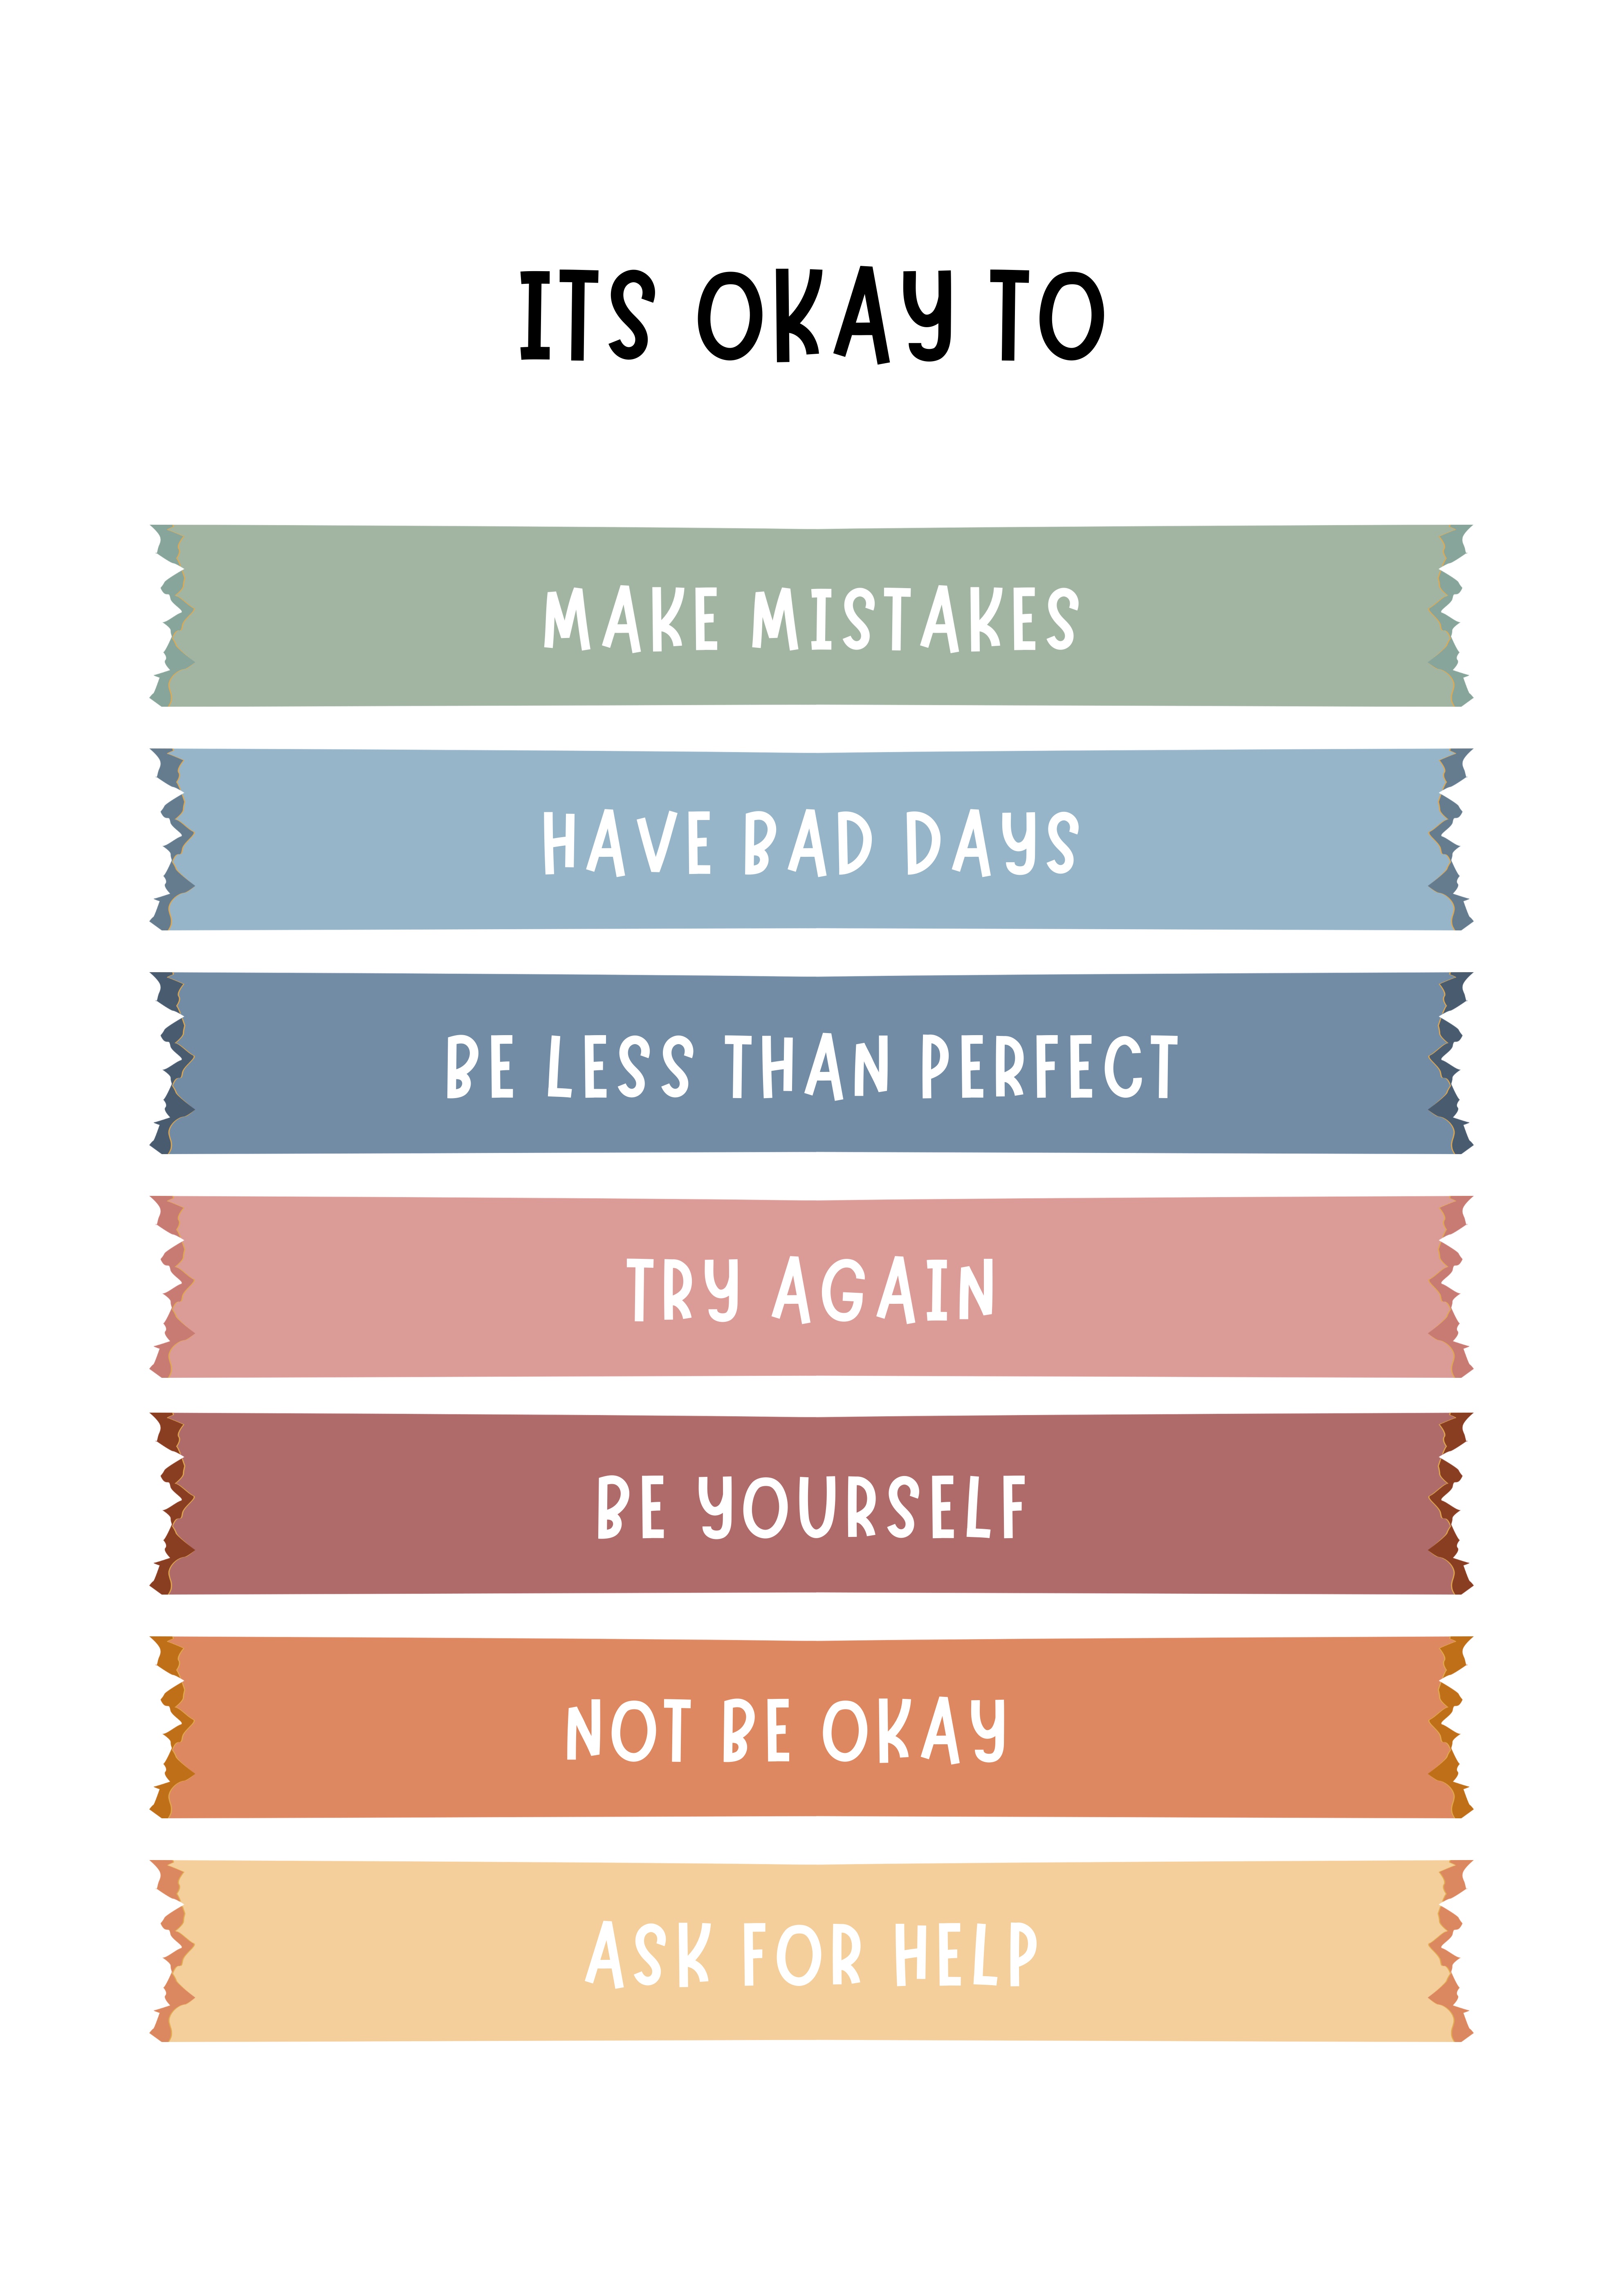 ITS OKAY TO
MAKE MISTAKES
HAVE BAD DAYS
BE LESS THAN PERFECT
TRY AGAIN
BE YOURSELF
NOT BE OKAY
ASK FOR HELP